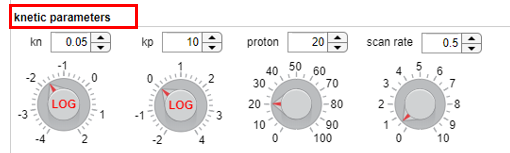 knetic parameters
kn 0.05 kp 10 proton 20 scan rate 0.5
-4 -3 -2 -1 0 1 2 LOG
-2 -1 0 1 2 3 4 LOG
0 10 20 30 40 50 60 70 80 90 100
0 1 2 3 4 5 6 7 8 9 10